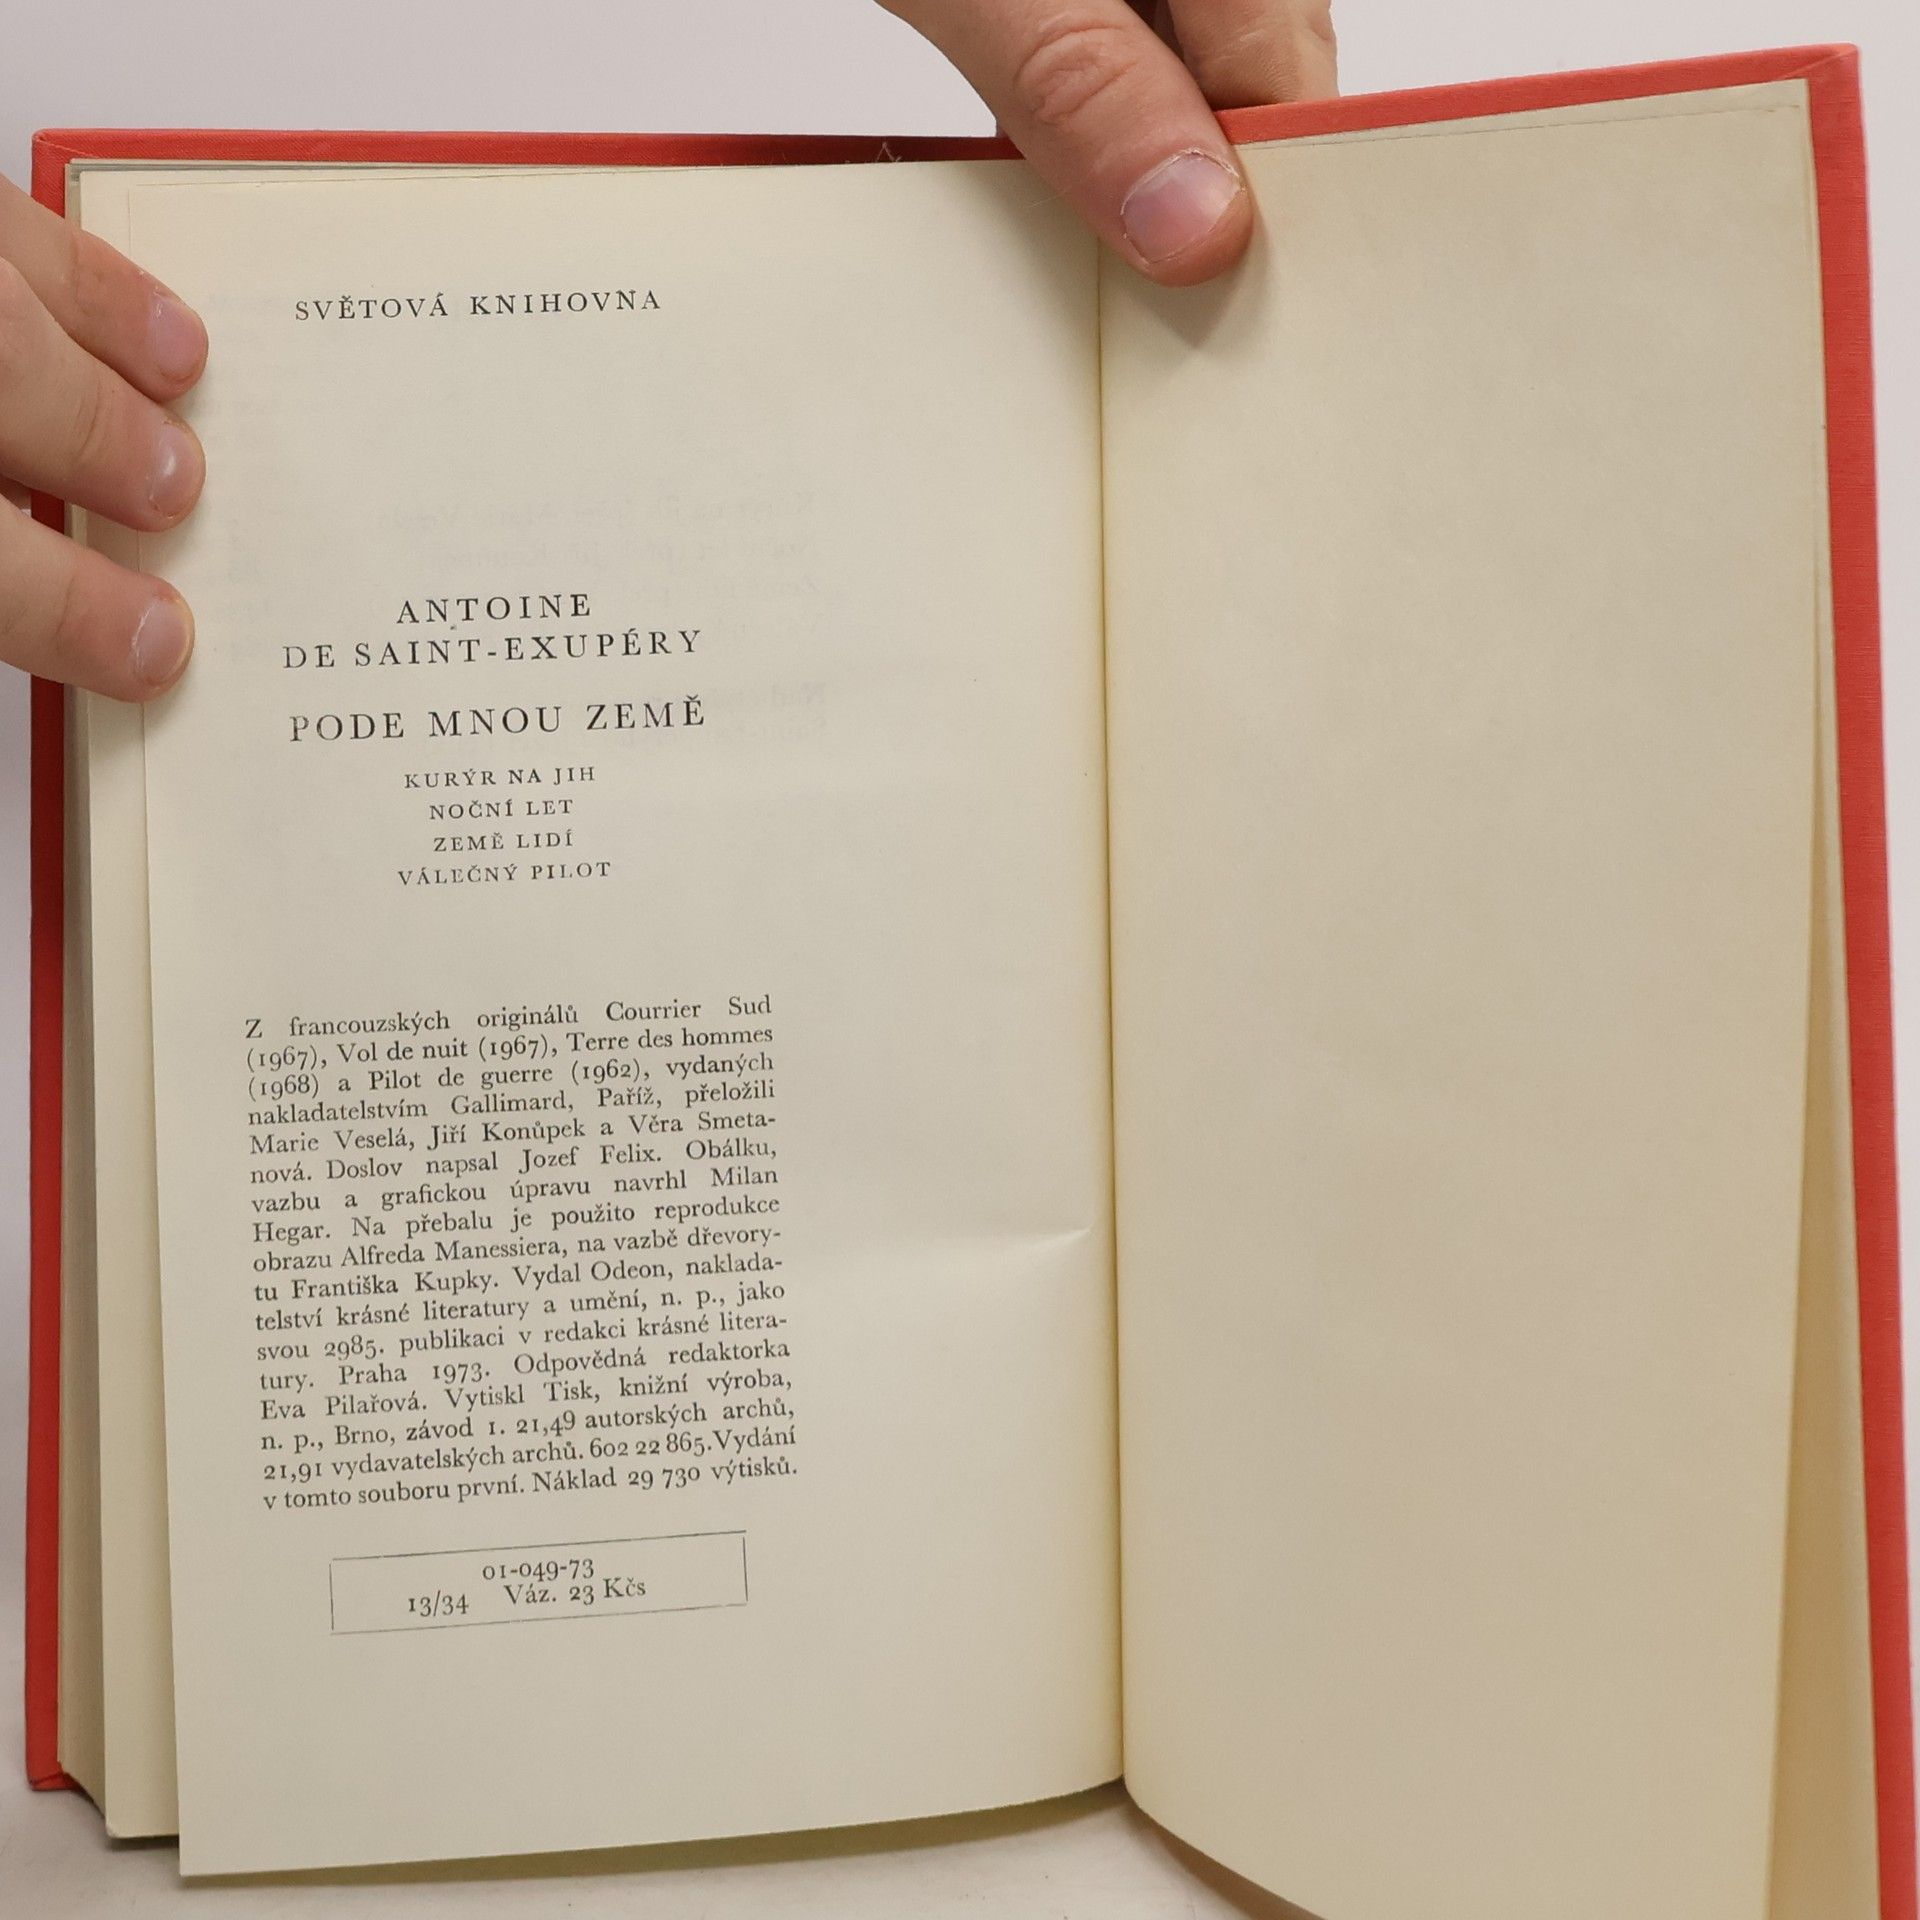 SVĚTOVÁ KNIHOVNA
ANTOINE
DE SAINT-EXUPÉRY
PODE MNOU ZEMĚ
KURÝR NA JIH
NOČNÍ LET
ZEMĚ LIDÍ
VÁLEČNÝ PILOT
Z francouzských originálů Courrier Sud
(1967), Vol de nuit (1967), Terre des hommes
(1968) a Pilot de guerre (1962), vydaných
nakladatelstvím Gallimard, Paříž, přeložili
Marie Veselá, Jiří Konůpek a Věra Smeta-
nová. Doslov napsal Jozef Felix. Obálku,
vazbu a grafickou úpravu navrhl Milan
Hegar. Na přebalu je použito reprodukce
obrazu Alfreda Manessiera, na vazbě dřevory-
tu Františka Kupky. Vydal Odeon, naklada-
telství krásné literatury a umění, n. p., jako
svou 2985. publikaci v redakci krásné litera-
tury. Praha 1973. Odpovědná redaktorka
Eva Pilařová. Vytiskl Tisk, knižní výroba,
n. p., Brno, závod 1. 21,49 autorských archů,
21,91 vydavatelských archů. 602 22 865. Vydání
v tomto souboru první. Náklad 29 730 výtisků.
01-049-73
13/34 Váz. 23 Kčs